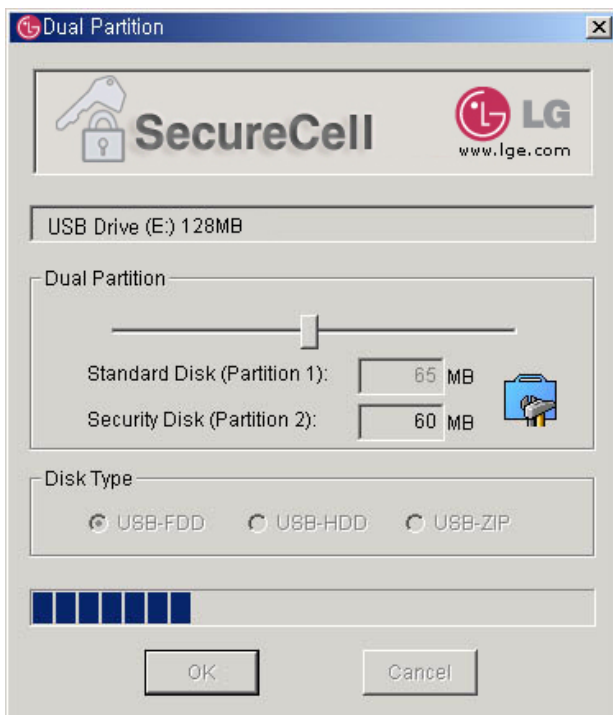 Dual Partition
SecureCell
LG
www.lge.com
USB Drive (E:) 128MB
Dual Partition
Standard Disk (Partition 1): 65 MB
Security Disk (Partition 2): 60 MB
Disk Type
USB-FDD USB-HDD USB-ZIP
OK Cancel